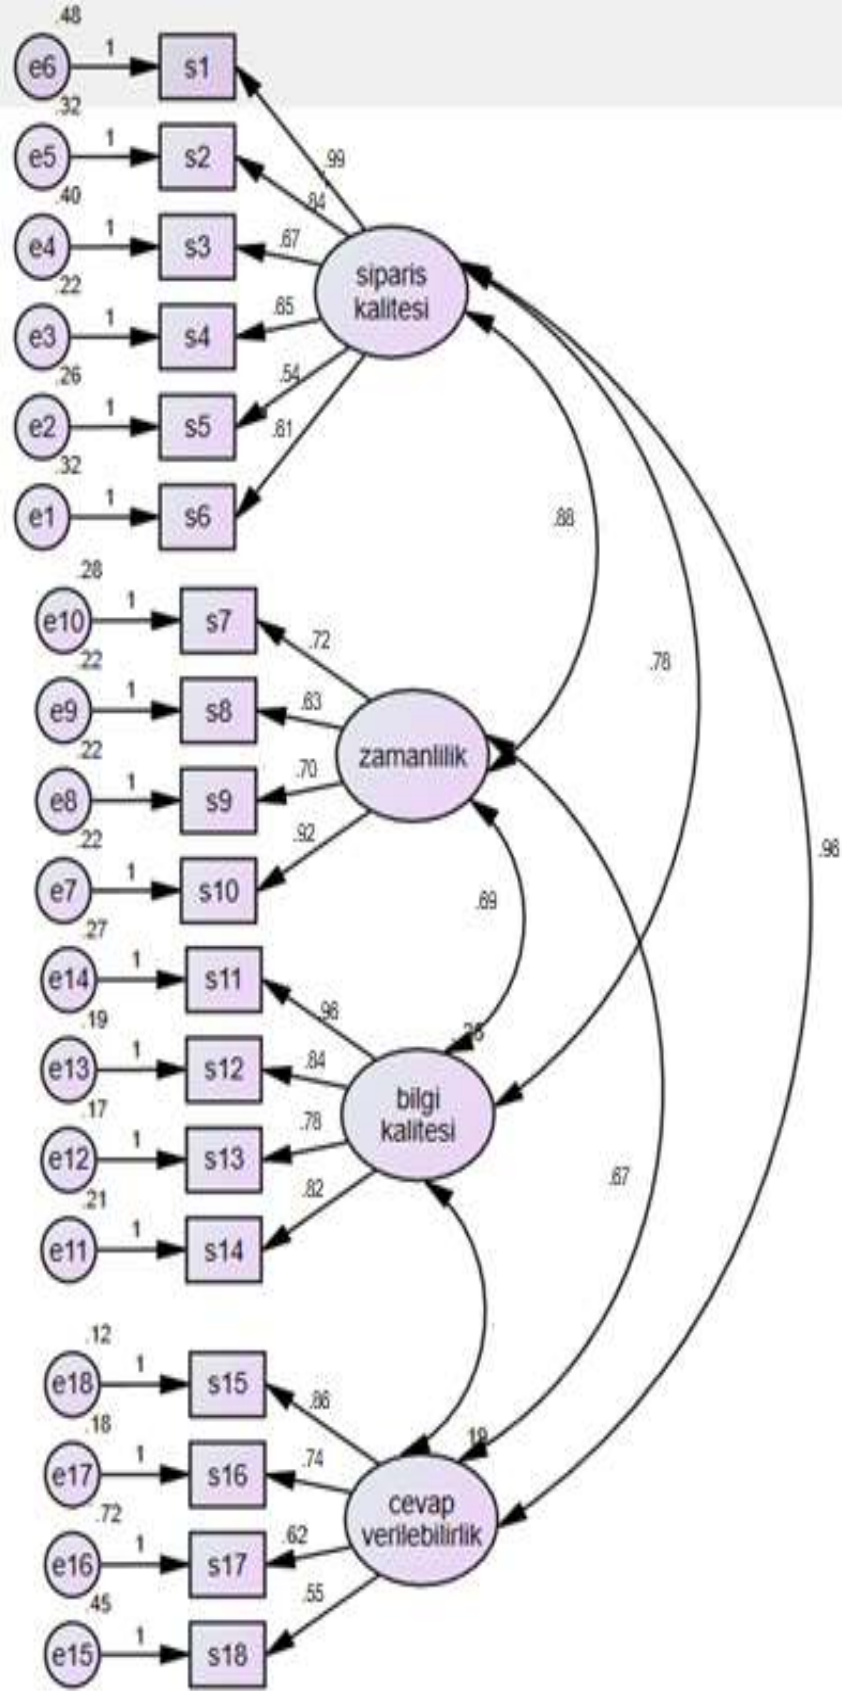 .48
e6 1 s1
.32
e5 1 s2
.99
.84
.40
e4 1 s3
.67
siparis
kalitesi
.22
e3 1 s4
.65
.26
e2 1 s5
.54
.32
e1 1 s6
.61
.88
.28
e10 1 s7
.72
.78
.22
e9 1 s8
.63
zamanlilik
.22
e8 1 s9
.70
.22
e7 1 s10
.92
.69
.27
e14 1 s11
.19
e13 1 s12
.84
bilgi
kalitesi
.17
e12 1 s13
.78
.67
.21
e11 1 s14
.82
.12
e18 1 s15
.18
e17 1 s16
.74
cevap
verilebilirlik
.72
e16 1 s17
.62
.45
e15 1 s18
.55